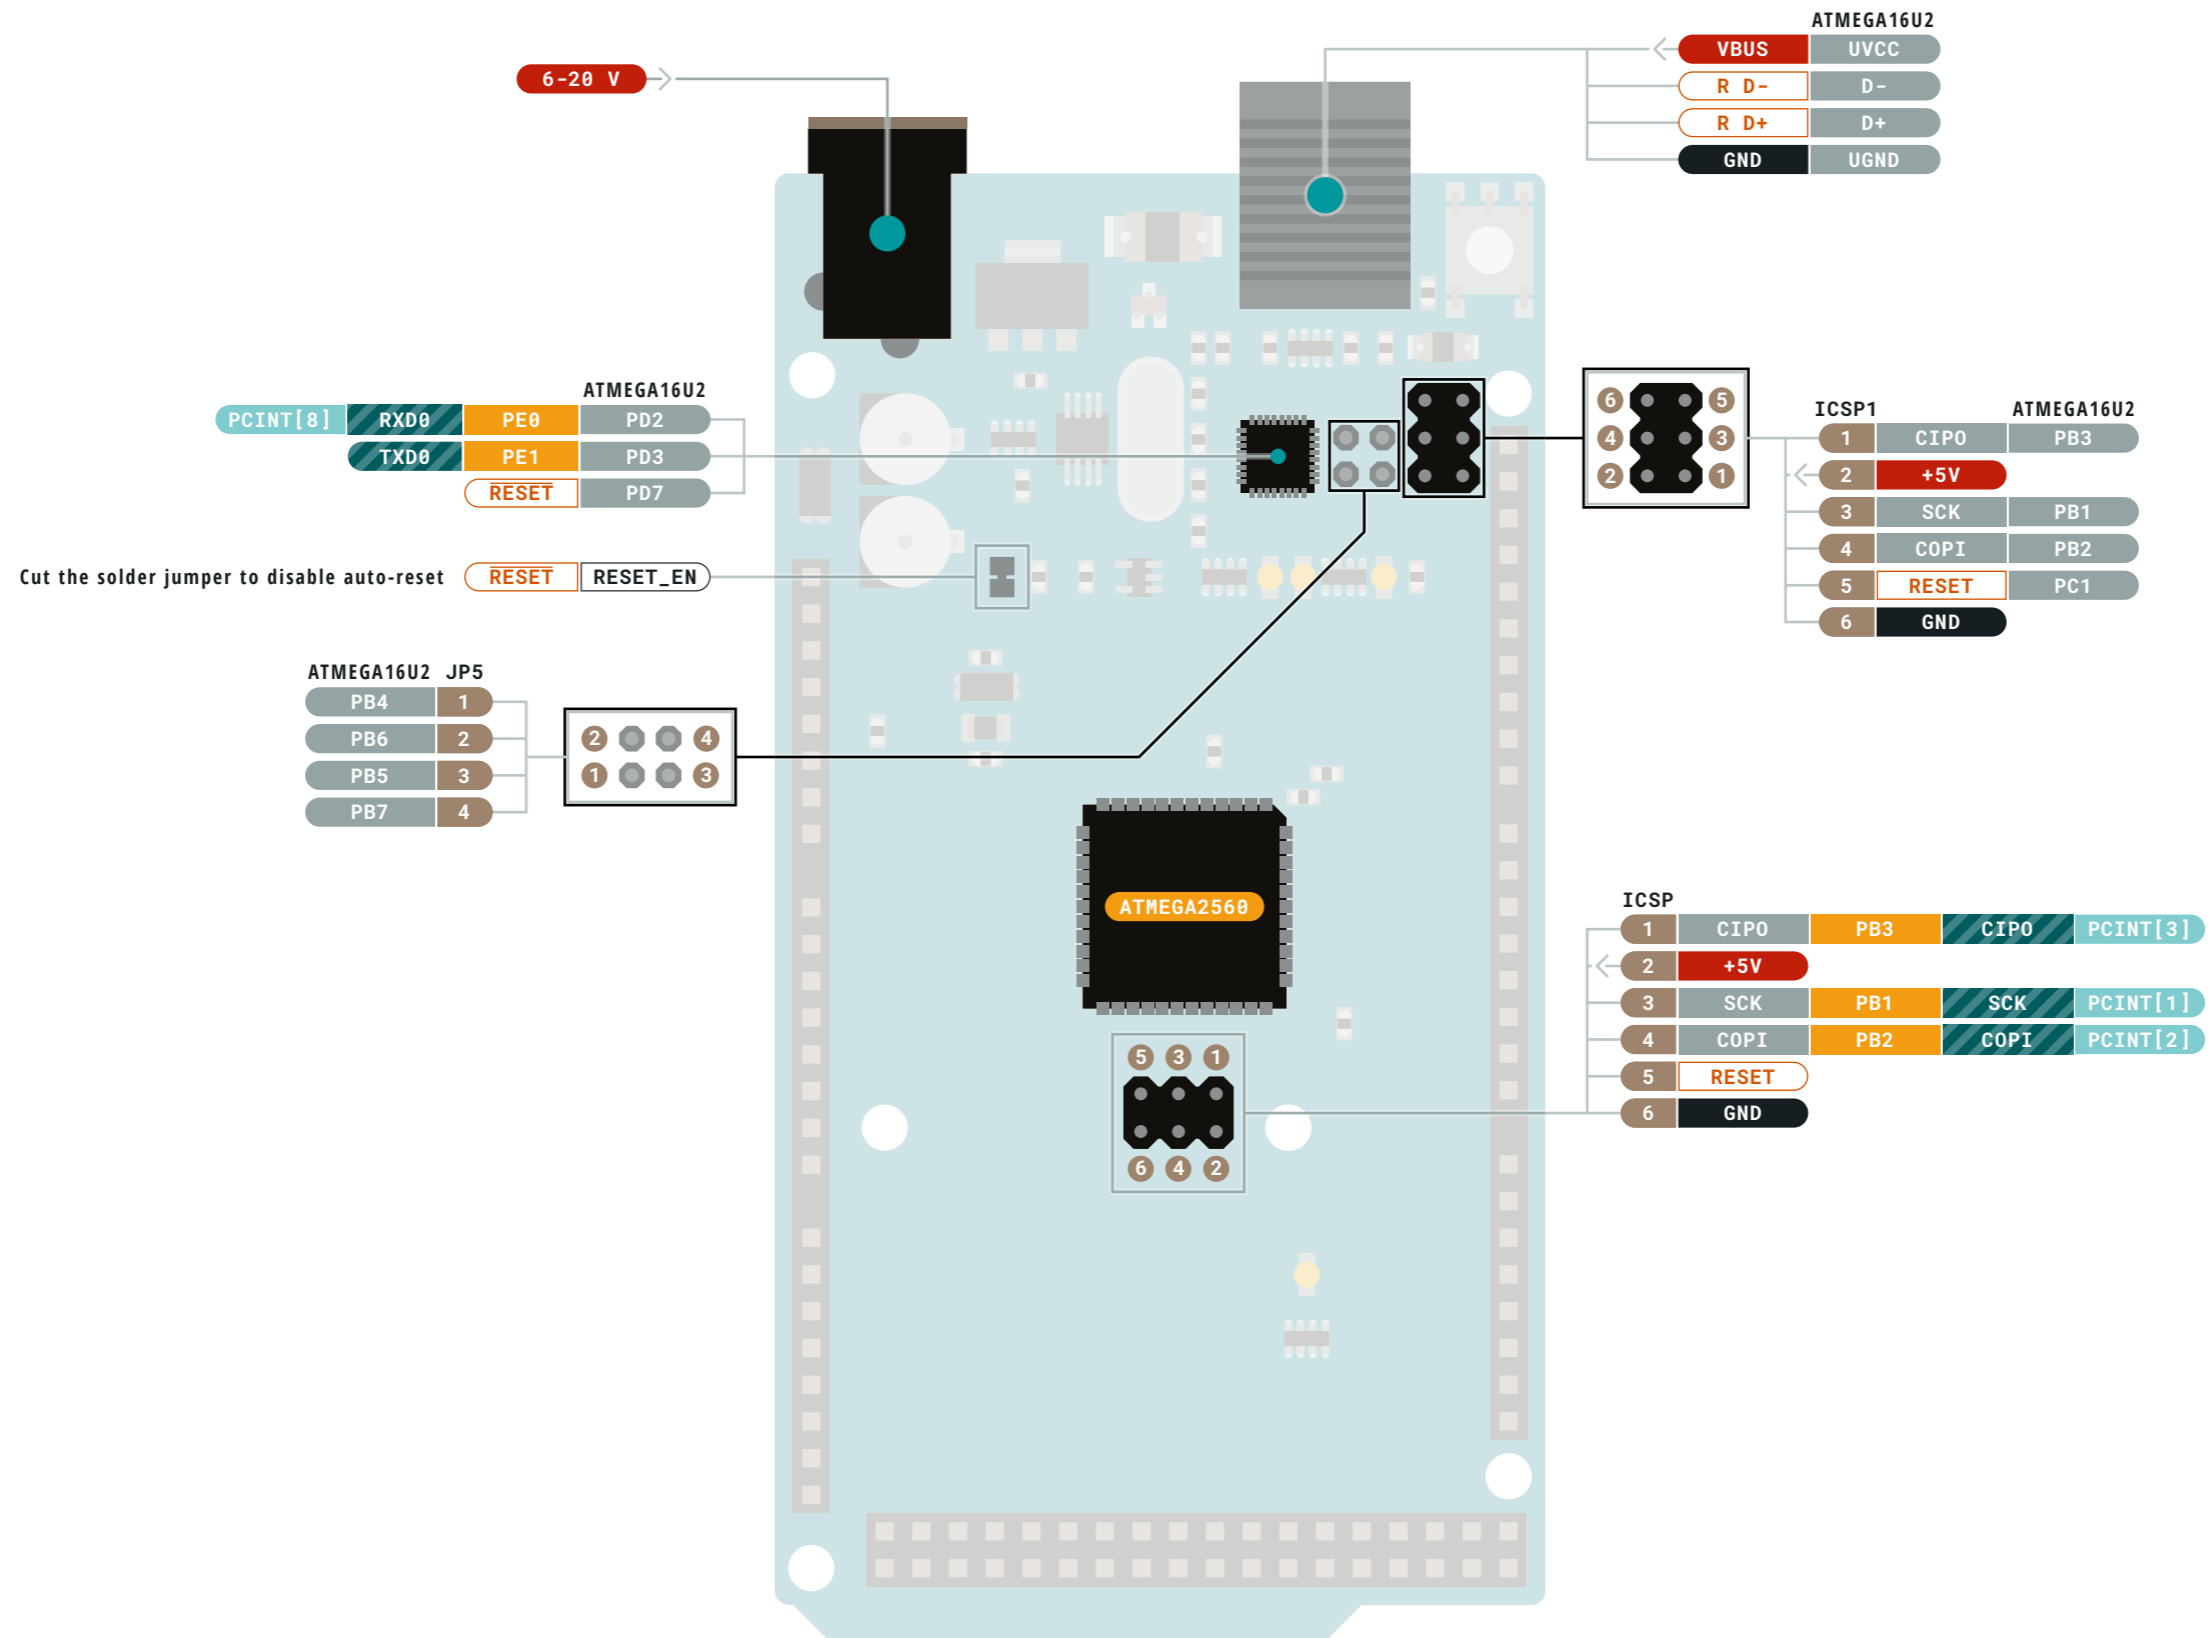 ATMEGA16U2
VBUS UVCC
R D- D-
R D+ D+
GND UGND
6-20 V
ATMEGA16U2
PCINT[8] RXD0 PE0 PD2
TXD0 PE1 PD3
RESET PD7
Cut the solder jumper to disable auto-reset RESET RESET_EN
6 5
4 3
2 1
ICSP1 ATMEGA16U2
1 CIPO PB3
2 +5V
3 SCK PB1
4 COPI PB2
5 RESET PC1
6 GND
ATMEGA16U2 JP5
PB4 1
PB6 2
PB5 3
PB7 4
2 4
1 3
ATMEGA2560
ICSP
1 CIPO PB3 CIPO PCINT[3]
2 +5V
3 SCK PB1 SCK PCINT[1]
4 COPI PB2 COPI PCINT[2]
5 RESET
6 GND
5 3 1
6 4 2